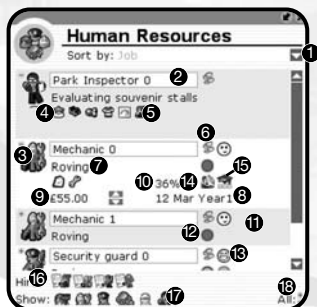 Human Resources
Sort by: Job
1
Park Inspector 0 2
Evaluating souvenir stalls
4 5
6
3 Mechanic 0
15
Roving 7
10 36% 14
9 £55.00 12 Mar Year1 8
Mechanic 1 11
Roving 12
Security guard 0 13
16
Show: 17 All: 18